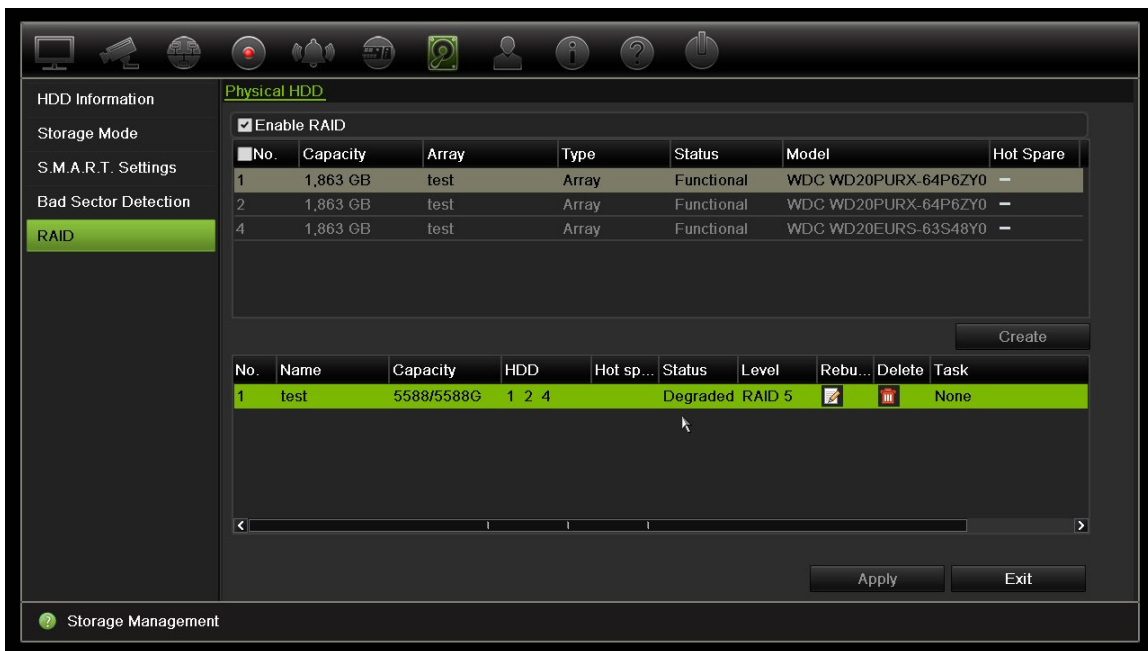 Physical HDD
HDD Information
Storage Mode
S.M.A.R.T. Settings
Bad Sector Detection
RAID
Enable RAID
No. Capacity Array Type Status Model Hot Spare
1 1,863 GB test Array Functional WDC WD20PURX-64P6ZY0 –
2 1,863 GB test Array Functional WDC WD20PURX-64P6ZY0 –
4 1,863 GB test Array Functional WDC WD20EURS-63S48Y0 –
Create
No. Name Capacity HDD Hot sp... Status Level Rebu... Delete Task
1 test 5588/5588G 1 2 4 Degraded RAID 5 None
Apply Exit
Storage Management